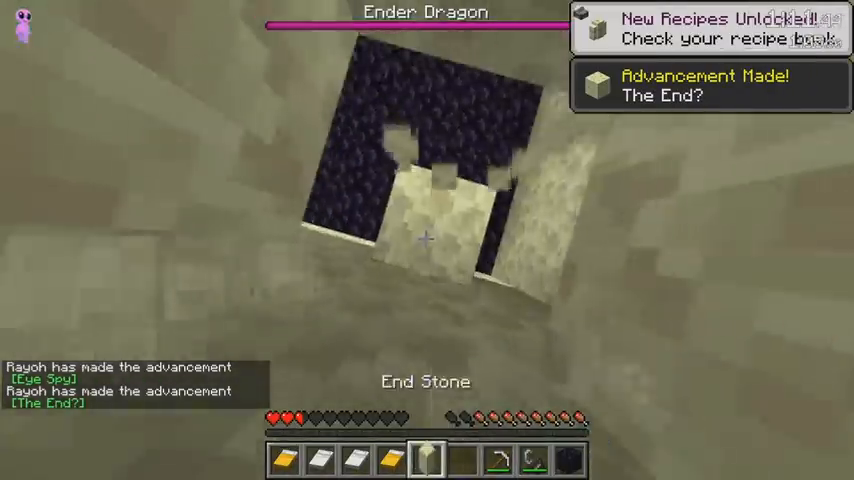 Ender Dragon
New Recipes Unlocked!
Check your recipe book
Advancement Made!
The End?
Rayoh has made the advancement
[Eye Spy]
Rayoh has made the advancement
[The End?]
End Stone